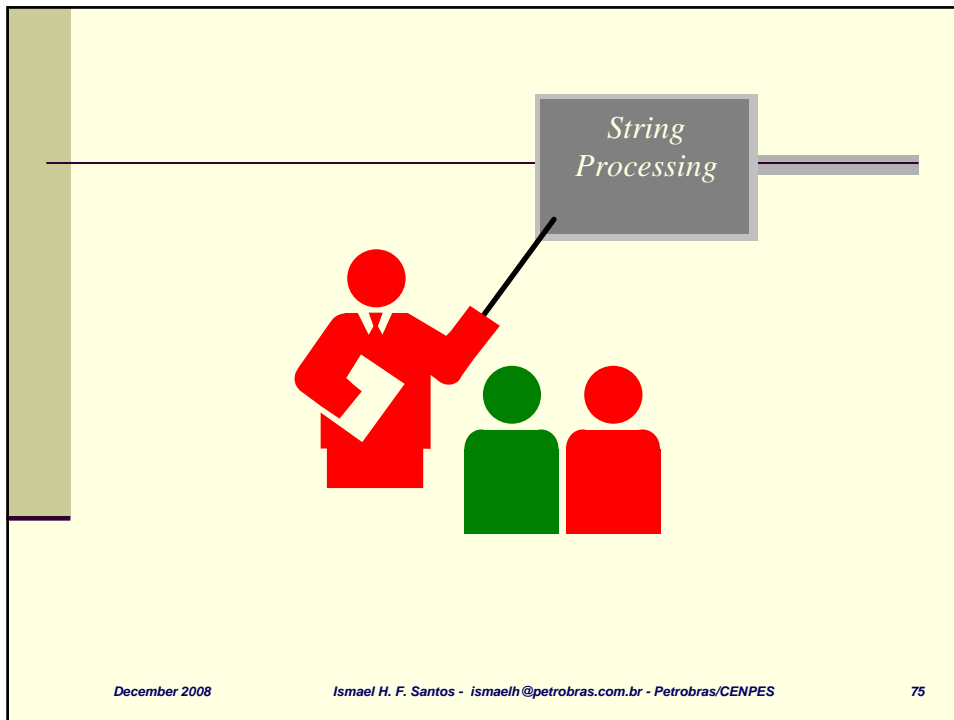 String
Processing
December 2008 Ismael H. F. Santos - ismaelh@petrobras.com.br - Petrobras/CENPES 75